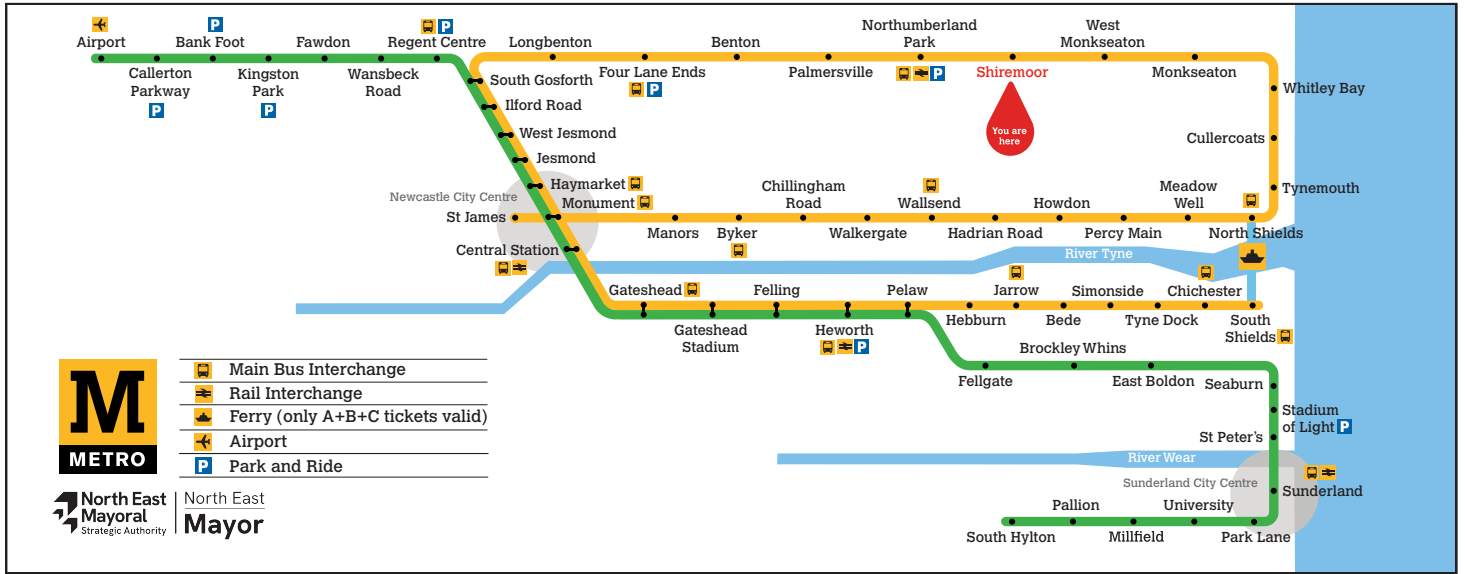 Airport
Callerton
Parkway
P
Bank Foot
P
Kingston
Park
P
Fawdon
Wansbeck
Road
Regent Centre
P
South Gosforth
Longbenton
Four Lane Ends
P
Benton
Palmersville
Northumberland
Park
P
Shiremoor
You are
here
West
Monkseaton
Monkseaton
Whitley Bay
Cullercoats
Tynemouth
Ilford Road
West Jesmond
Jesmond
Newcastle City Centre
Haymarket
Monument
St James
Central Station
Manors
Byker
Chillingham
Road
Walkergate
Wallsend
Hadrian Road
Howdon
Percy Main
Meadow
Well
North Shields
River Tyne
Gateshead
Gateshead
Stadium
Felling
Heworth
P
Pelaw
Hebburn
Jarrow
Bede
Simonside
Tyne Dock
Chichester
South
Shields
Fellgate
Brockley Whins
East Boldon
Seaburn
Stadium
of Light P
St Peter's
River Wear
Sunderland City Centre
Sunderland
Park Lane
University
Millfield
Pallion
South Hylton
M
METRO
Main Bus Interchange
Rail Interchange
Ferry (only A+B+C tickets valid)
Airport
P Park and Ride
North East
Mayoral
Strategic Authority
North East
Mayor